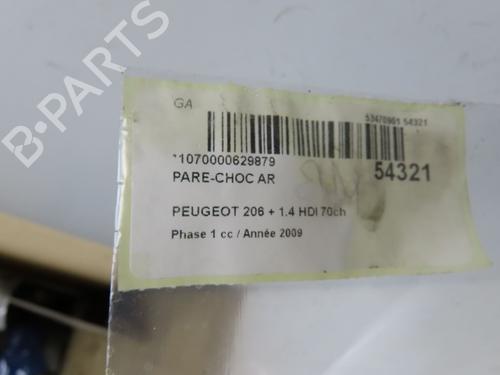 GA
53470961 54321
*1070000629879
PARE-CHOC AR
54321
PEUGEOT 206 + 1.4 HDI 70ch
Phase 1 cc / Année 2009
B-PARTS